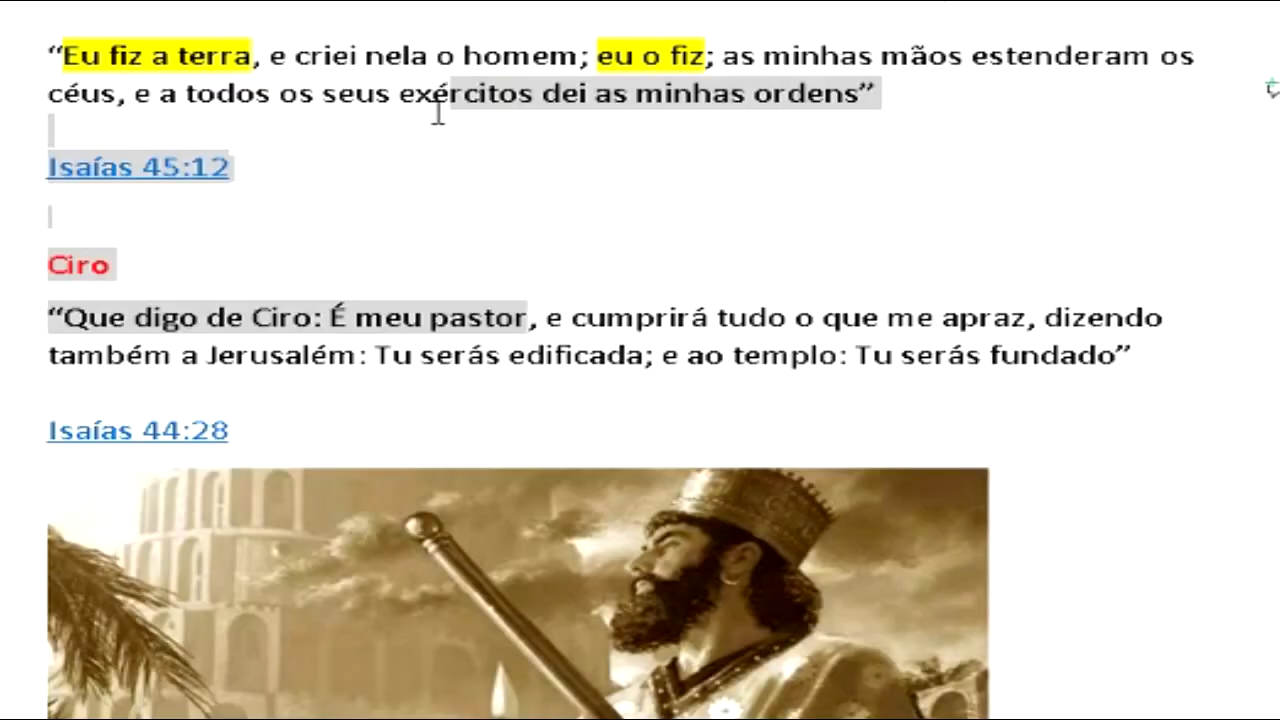 “Eu fiz a terra, e criei nela o homem; eu o fiz; as minhas mãos estenderam os
céus, e a todos os seus exércitos dei as minhas ordens”
Isaías 45:12
Ciro
“Que digo de Ciro: É meu pastor, e cumprirá tudo o que me apraz, dizendo
também a Jerusalém: Tu serás edificada; e ao templo: Tu serás fundado”
Isaías 44:28